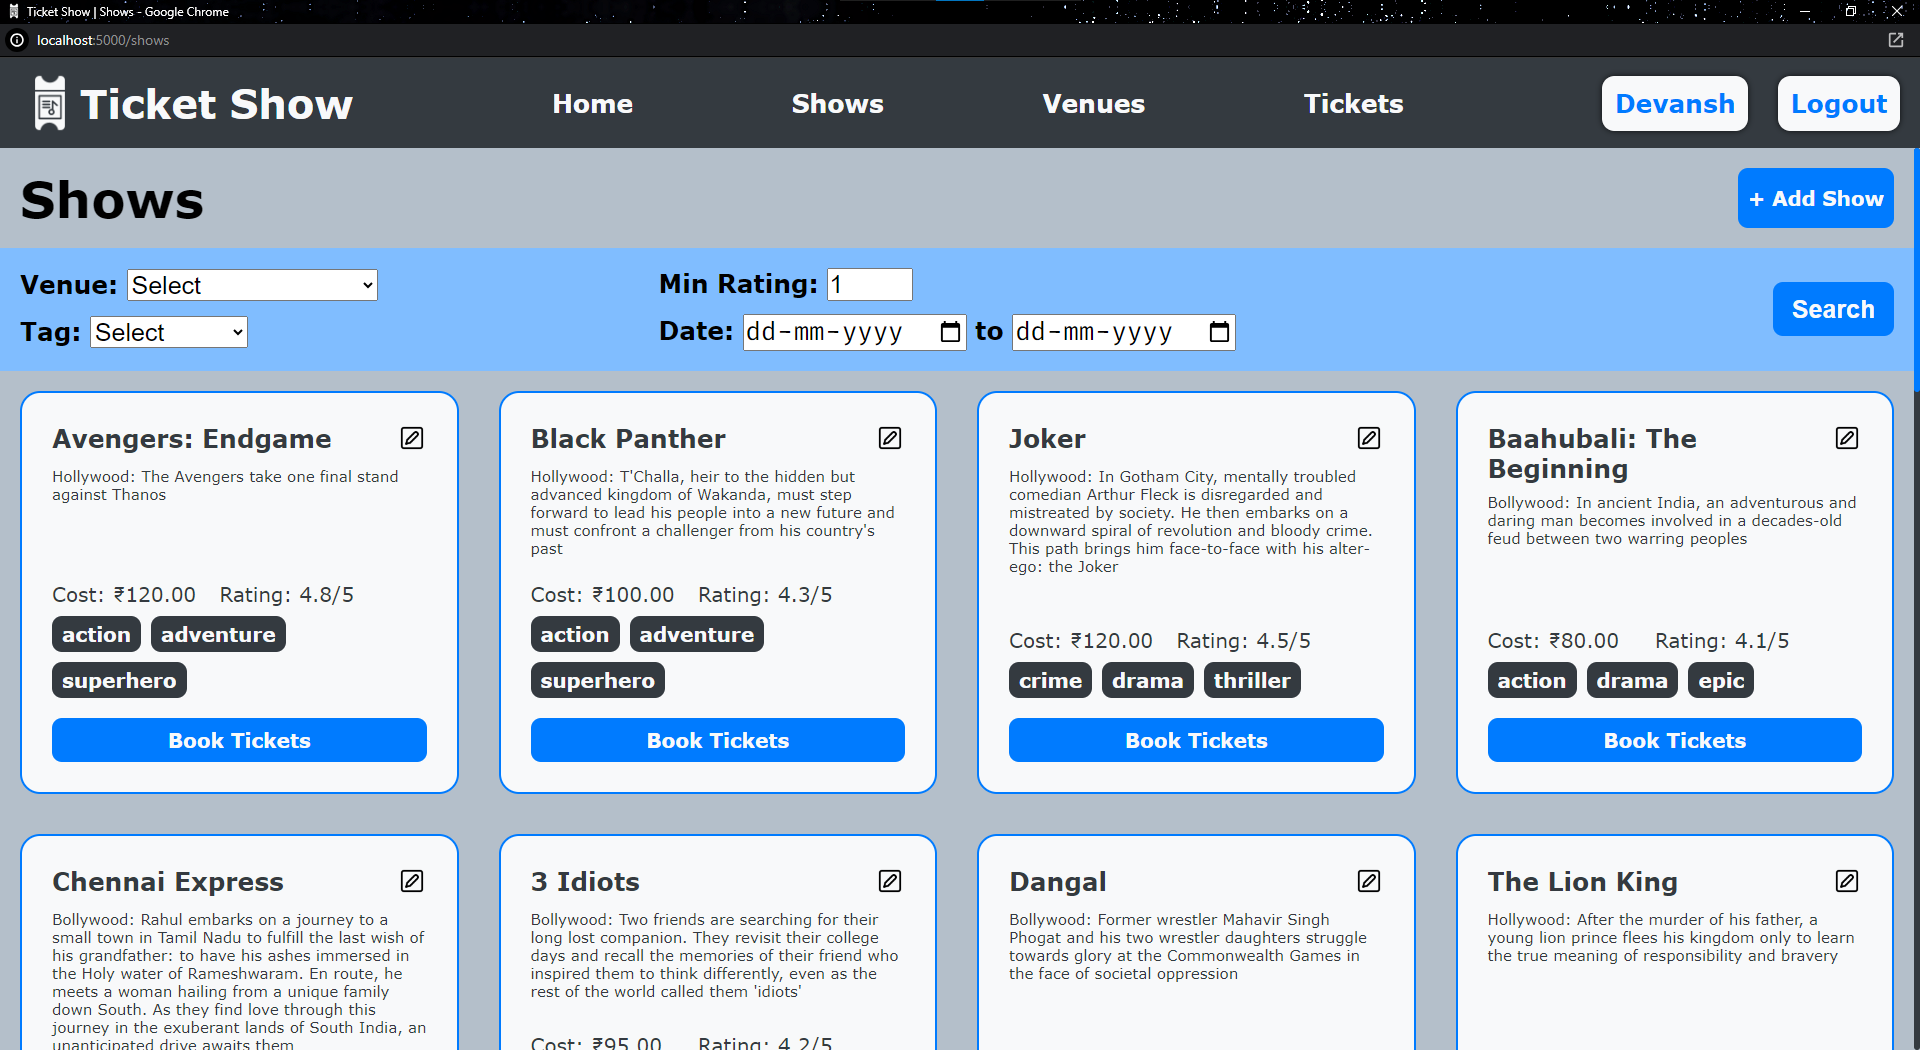 Ticket Show | Shows - Google Chrome
localhost:5000/shows
Ticket Show
Home
Shows
Venues
Tickets
Devansh
Logout
Shows
+ Add Show
Venue: Select
Min Rating: 1
Tag: Select
Date: dd-mm-yyyy to dd-mm-yyyy
Search
Avengers: Endgame
Hollywood: The Avengers take one final stand
against Thanos
Cost: ₹120.00 Rating: 4.8/5
action adventure
superhero
Book Tickets
Black Panther
Hollywood: T'Challa, heir to the hidden but
advanced kingdom of Wakanda, must step
forward to lead his people into a new future and
must confront a challenger from his country's
past
Cost: ₹100.00 Rating: 4.3/5
action adventure
superhero
Book Tickets
Joker
Hollywood: In Gotham City, mentally troubled
comedian Arthur Fleck is disregarded and
mistreated by society. He then embarks on a
downward spiral of revolution and bloody crime.
This path brings him face-to-face with his alter-
ego: the Joker
Cost: ₹120.00 Rating: 4.5/5
crime drama thriller
Book Tickets
Baahubali: The
Beginning
Bollywood: In ancient India, an adventurous and
daring man becomes involved in a decades-old
feud between two warring peoples
Cost: ₹80.00 Rating: 4.1/5
action drama epic
Book Tickets
Chennai Express
Bollywood: Rahul embarks on a journey to a
small town in Tamil Nadu to fulfill the last wish of
his grandfather: to have his ashes immersed in
the Holy water of Rameshwaram. En route, he
meets a woman hailing from a unique family
down South. As they find love through this
journey in the exuberant lands of South India, an
unanticipated drive awaits them
3 Idiots
Bollywood: Two friends are searching for their
long lost companion. They revisit their college
days and recall the memories of their friend who
inspired them to think differently, even as the
rest of the world called them 'idiots'
Cost: ₹95.00 Rating: 4.2/5
Dangal
Bollywood: Former wrestler Mahavir Singh
Phogat and his two wrestler daughters struggle
towards glory at the Commonwealth Games in
the face of societal oppression
The Lion King
Hollywood: After the murder of his father, a
young lion prince flees his kingdom only to learn
the true meaning of responsibility and bravery